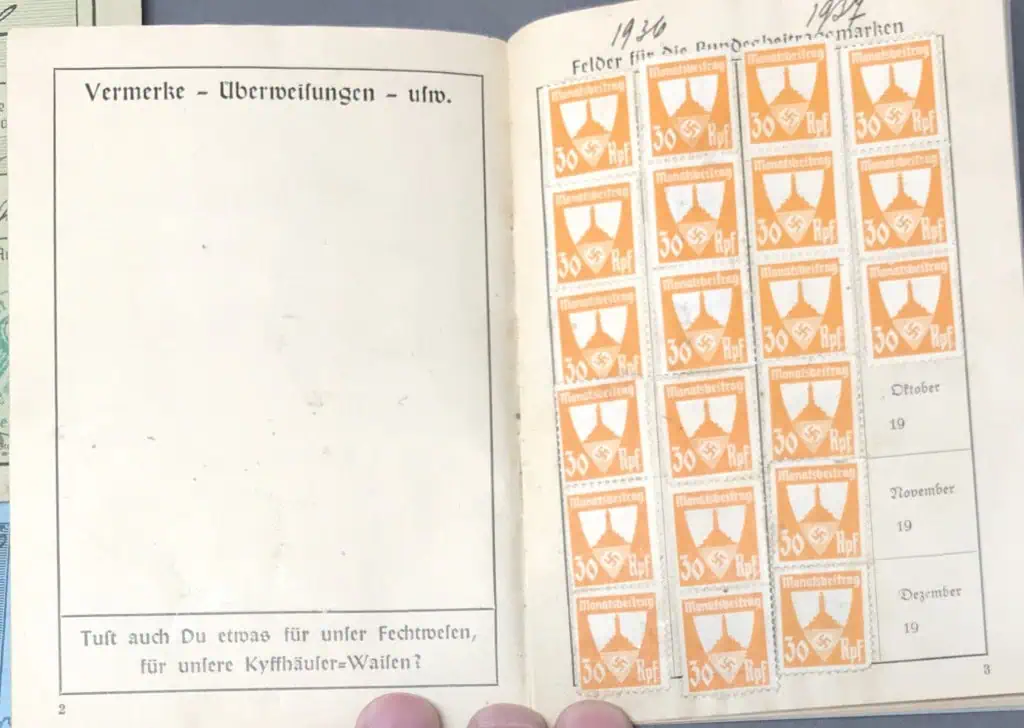 Vermerke – Überweisungen – usw.
Tust auch Du etwas für unser Fechtwesen,
für unsere Kyffhäuser=Waisen?
2
1936
1937
Felder für die Bundesbeitragsmarken
Monatsbeitrag Monatsbeitrag Monatsbeitrag Monatsbeitrag
30 Rpf 30 Rpf 30 Rpf 30 Rpf
Monatsbeitrag Monatsbeitrag Monatsbeitrag Monatsbeitrag
30 Rpf 30 Rpf 30 Rpf 30 Rpf
Monatsbeitrag Monatsbeitrag Monatsbeitrag Monatsbeitrag
30 Rpf 30 Rpf 30 Rpf 30 Rpf
Monatsbeitrag Monatsbeitrag Monatsbeitrag Oktober
30 Rpf 30 Rpf 30 Rpf 19
Monatsbeitrag Monatsbeitrag Monatsbeitrag November
30 Rpf 30 Rpf 30 Rpf 19
Monatsbeitrag Monatsbeitrag Monatsbeitrag Dezember
30 Rpf 30 Rpf 30 Rpf 19
3